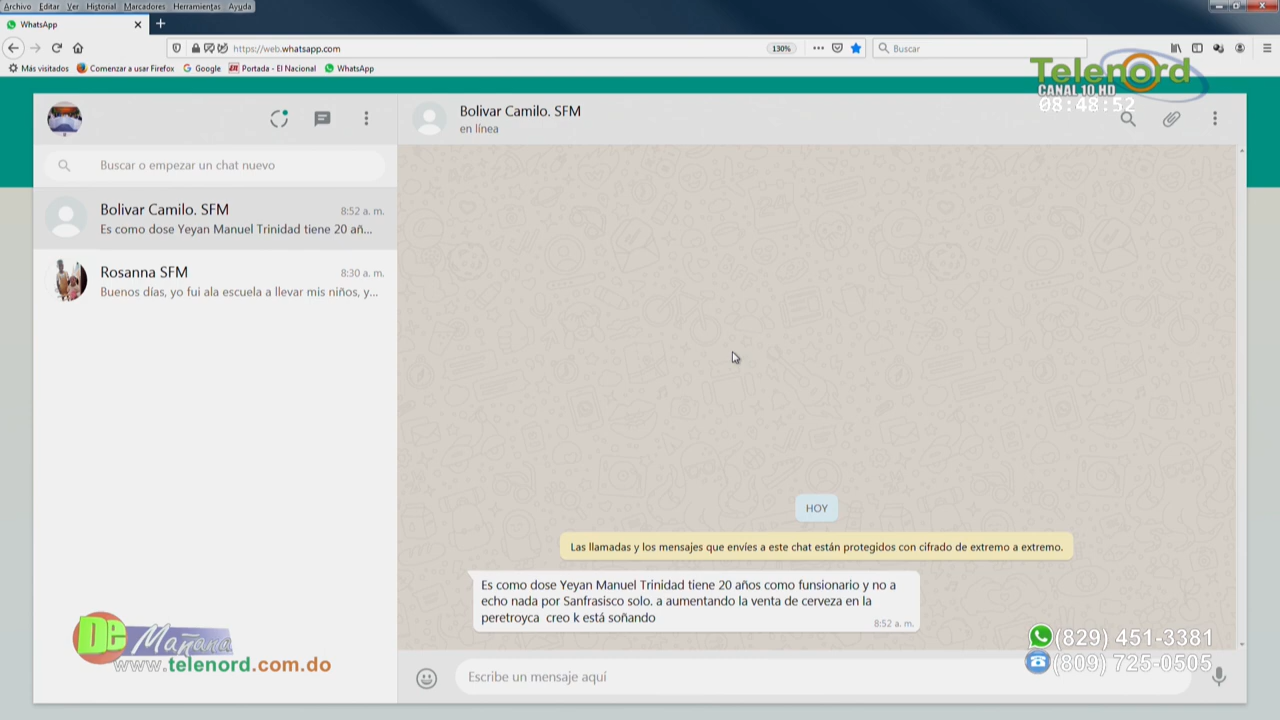 Archivo Editar Ver Historial Marcadores Herramientas Ayuda
WhatsApp
https://web.whatsapp.com
130%
Buscar
Más visitados Comenzar a usar Firefox Google Portada - El Nacional WhatsApp
Telenord
CANAL 10 HD
08:48:52
Bolivar Camilo. SFM
en línea
Buscar o empezar un chat nuevo
Bolivar Camilo. SFM 8:52 a. m.
Es como dose Yeyan Manuel Trinidad tiene 20 añ...
Rosanna SFM 8:30 a. m.
Buenos días, yo fui ala escuela a llevar mis niños, y...
HOY
Las llamadas y los mensajes que envíes a este chat están protegidos con cifrado de extremo a extremo.
Es como dose Yeyan Manuel Trinidad tiene 20 años como funsionario y no a
echo nada por Sanfrasisco solo. a aumentando la venta de cerveza en la
peretroyca creo k está soñando
8:52 a. m.
De Mañana
www.telenord.com.do
(829) 451-3381
(809) 725-0505
Escribe un mensaje aquí